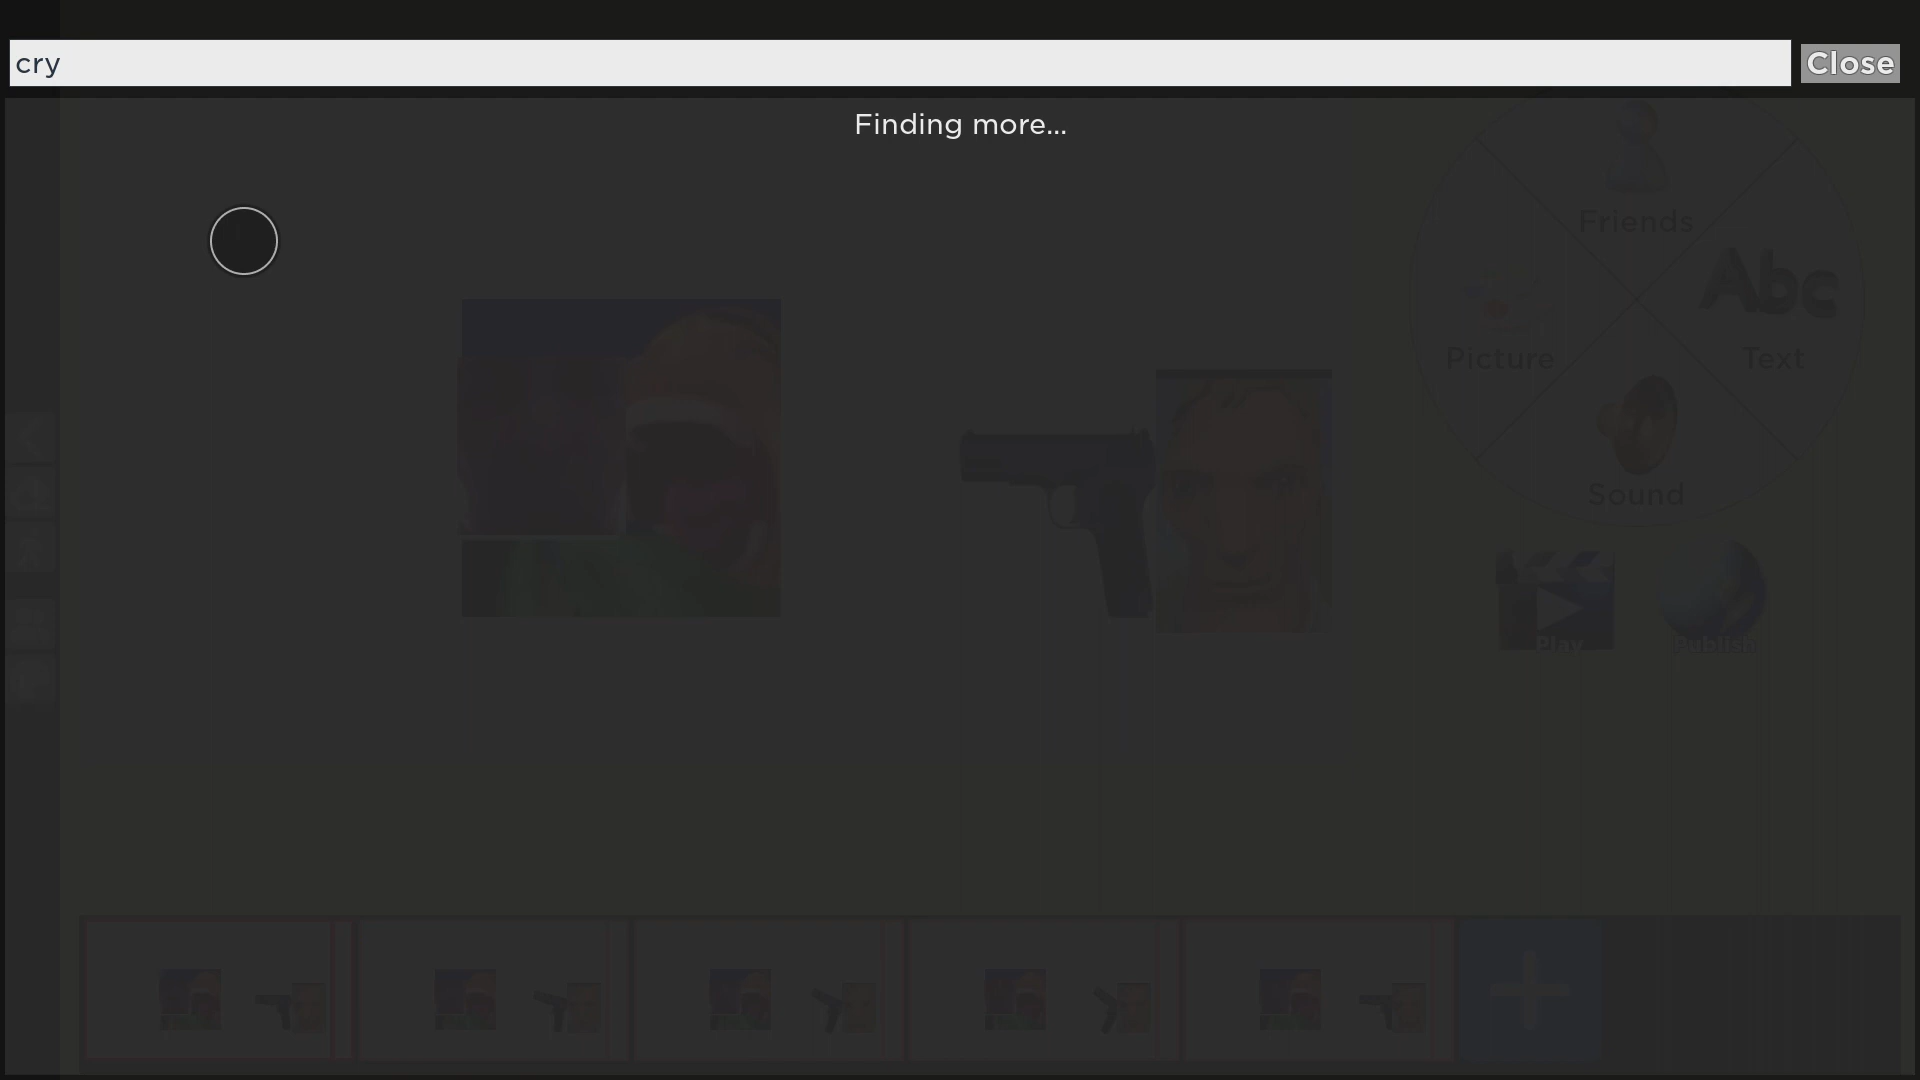 cry
Close
Finding more...
Friends
Abc
Picture
Text
Sound
Play
Publish